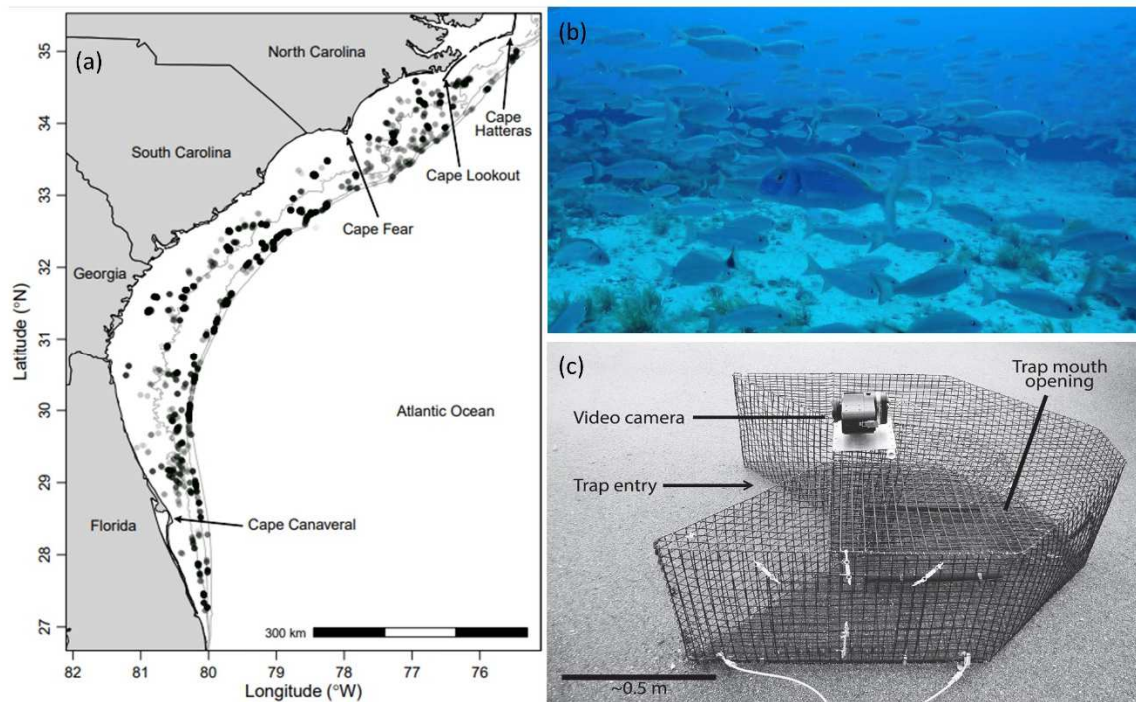 (a)
North Carolina
South Carolina
Georgia
Florida
Cape
Hatteras
Cape Lookout
Cape Fear
Atlantic Ocean
Cape Canaveral
300 km
35
34
33
32
31
30
29
28
27
Latitude (°N)
82
81
80
79
78
77
76
Longitude (°W)
(b)
(c)
Video camera
Trap entry
Trap mouth
opening
~0.5 m